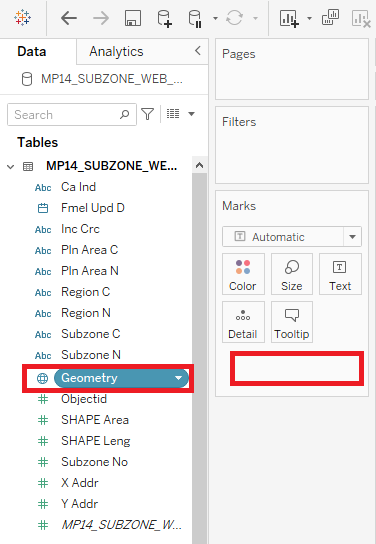 Data
Analytics
MP14_SUBZONE_WEB_...
Search
Tables
MP14_SUBZONE_WE...
Abc Ca Ind
Fmel Upd D
Abc Inc Crc
Abc Pln Area C
Abc Pln Area N
Abc Region C
Abc Region N
Abc Subzone C
Abc Subzone N
Geometry
# Objectid
# SHAPE Area
# SHAPE Leng
# Subzone No
# X Addr
# Y Addr
# MP14_SUBZONE_W...
Pages
Filters
Marks
T Automatic
Color
Size
T Text
Detail
Tooltip